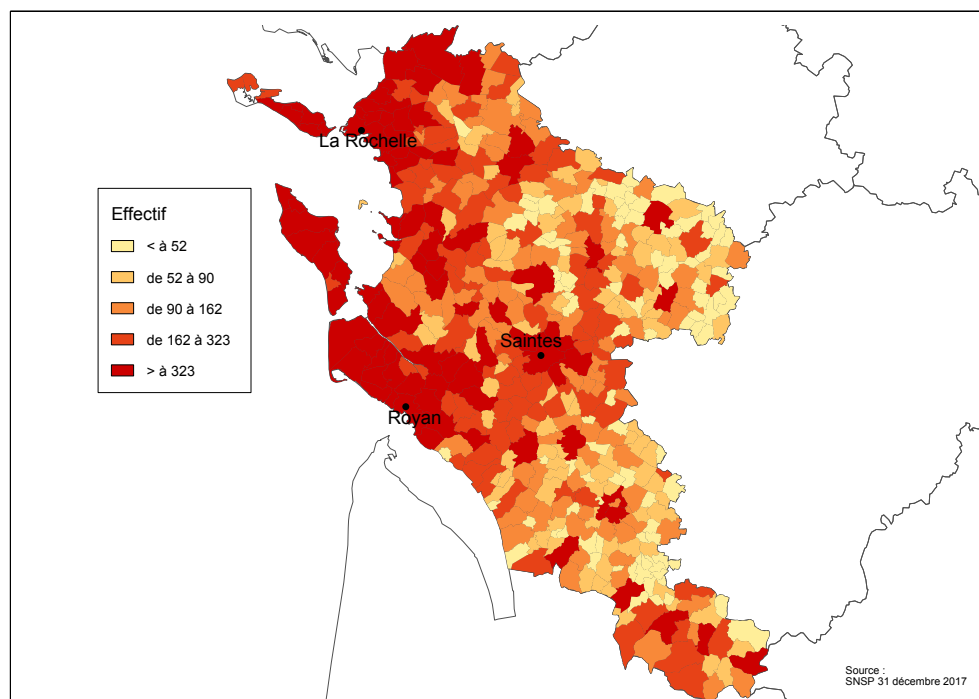 La Rochelle
Effectif
< à 52
de 52 à 90
de 90 à 162
de 162 à 323
> à 323
Saintes
Royan
Source :
SNSP 31 décembre 2017